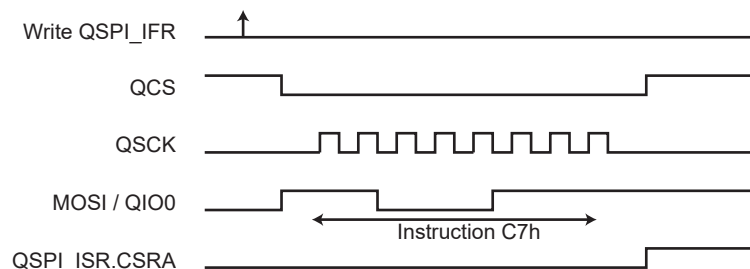 Write QSPI_IFR
QCS
QSCK
MOSI / QIO0
Instruction C7h
QSPI_ISR.CSRA